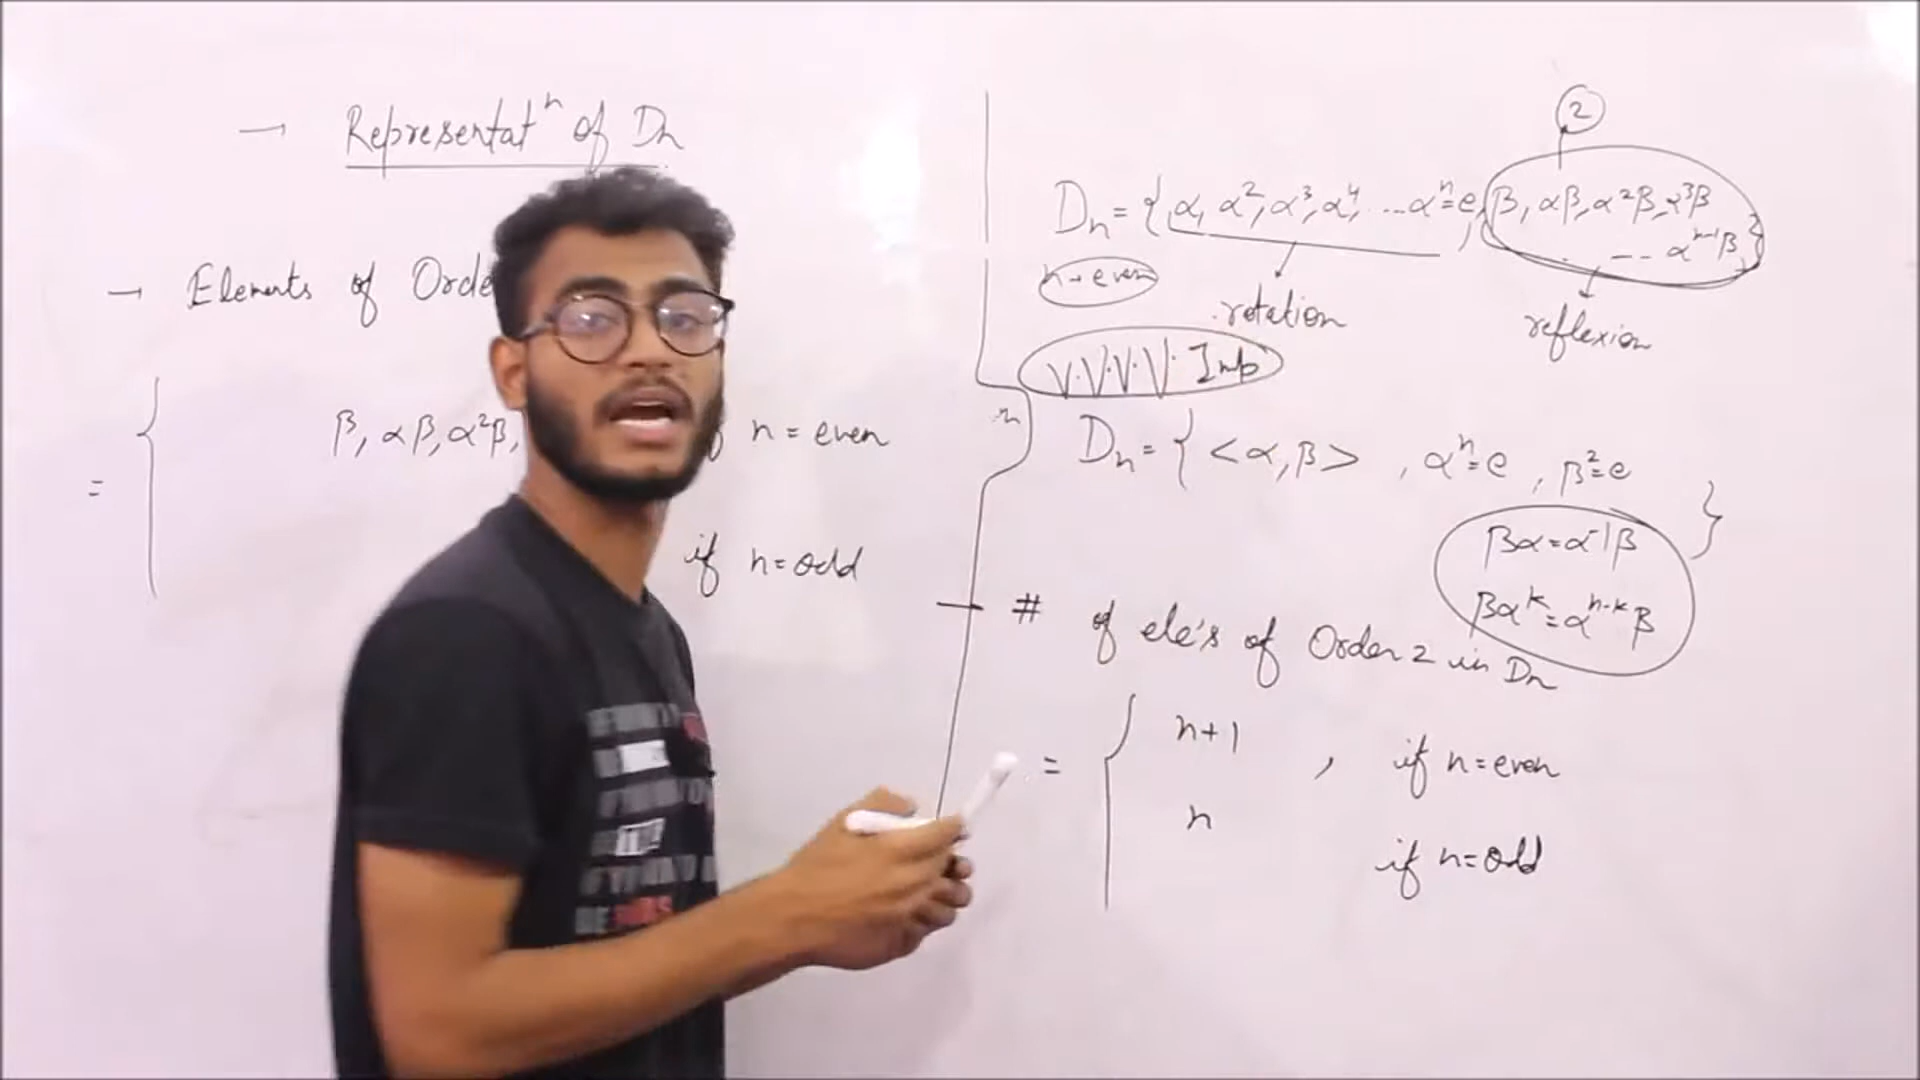 → Representatⁿ of Dn
→ Elements of Orde
= { β, αβ, α²β, n = even
if n = odd
2
Dn = { α, α², α³, α⁴, ... αⁿ = e, β, αβ, α²β, α³β
... αⁿ⁻¹β }
n → even
rotation
reflexion
V.V.V.V. Imp
Dn = { <α, β> , αⁿ = e , β² = e
βα = α⁻¹β }
βαᵏ = αⁿ⁻ᵏβ
# of ele's of Order 2 in Dn
= { n+1 , if n = even
n if n = odd